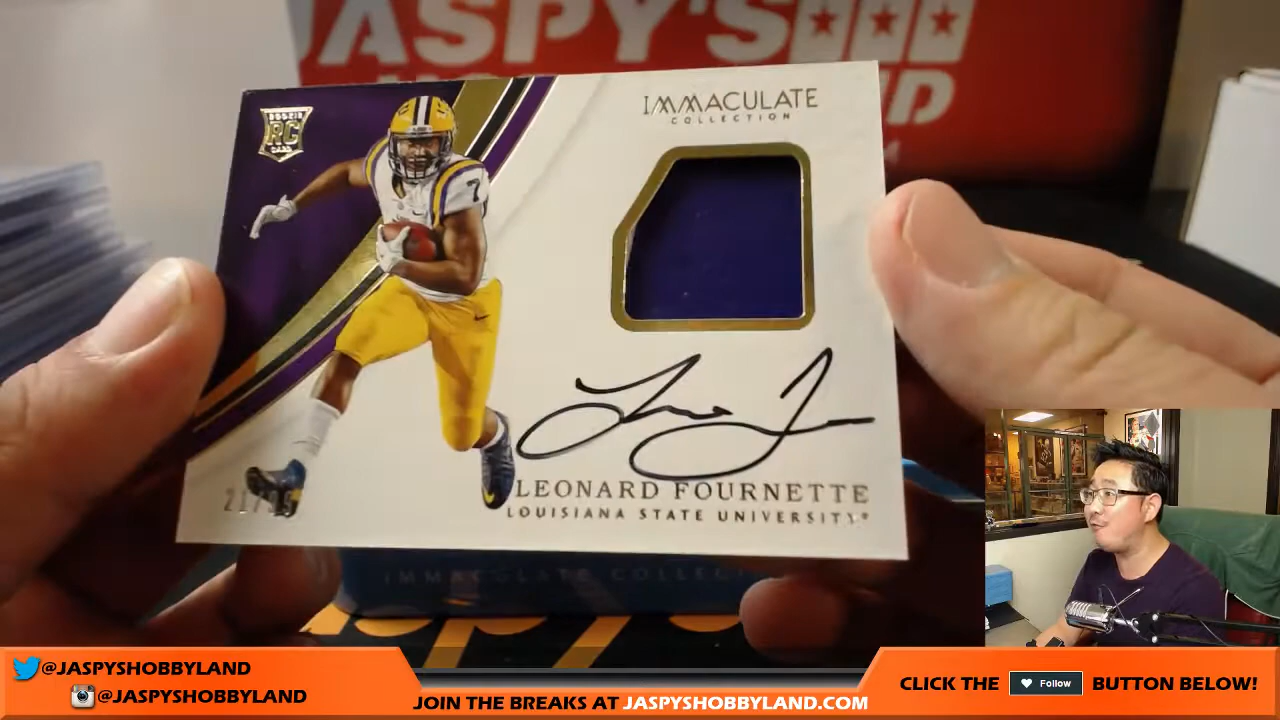 JASPY'S
ROOKIE
RC
CARD
IMMACULATE
COLLECTION
7
LEONARD FOURNETTE
LOUISIANA STATE UNIVERSITY
IMMACULATE COLLEC
@JASPYSHOBBYLAND
@JASPYSHOBBYLAND
JOIN THE BREAKS AT JASPYSHOBBYLAND.COM
CLICK THE Follow BUTTON BELOW!